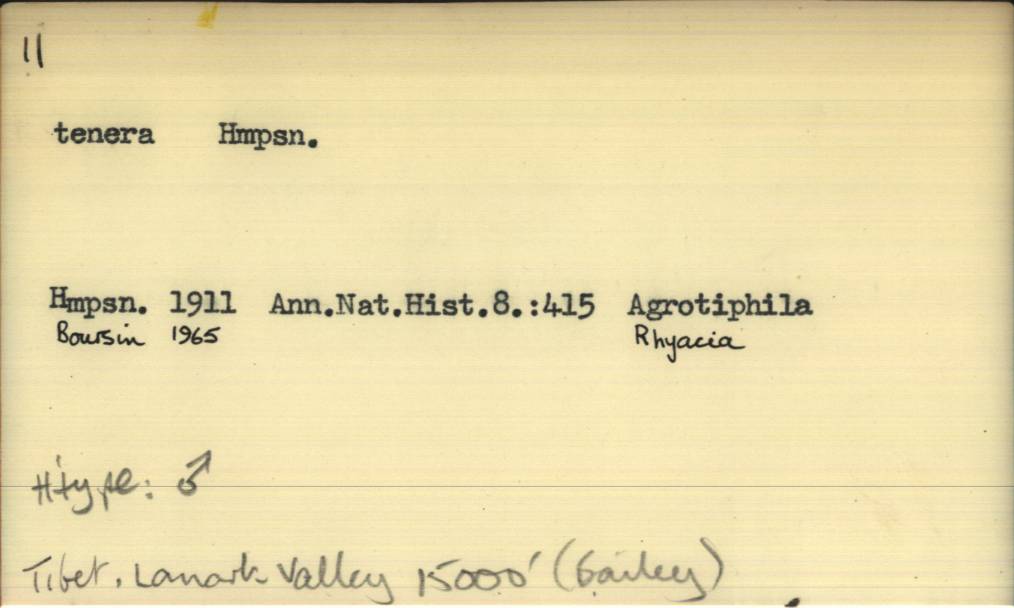 11
tenera Hmpsn.
Hmpsn. 1911 Ann.Nat.Hist.8.:415 Agrotiphila
Boursin 1965 Rhyacia
H'type: ♂
Tibet. Lanark Valley 15000' (Bailey)